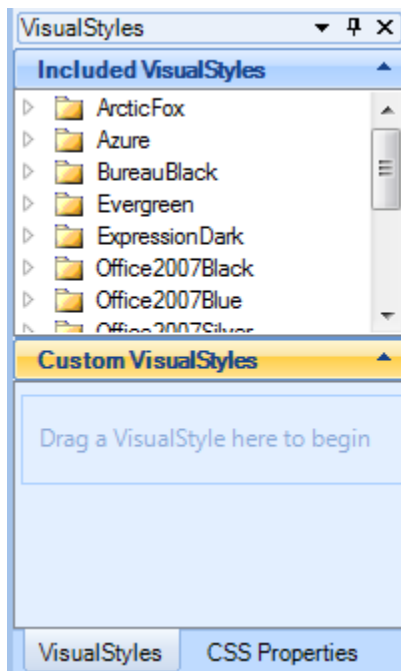 VisualStyles
Included VisualStyles
ArcticFox
Azure
BureauBlack
Evergreen
ExpressionDark
Office2007Black
Office2007Blue
Office2007Silver
Custom VisualStyles
Drag a VisualStyle here to begin
VisualStyles CSS Properties